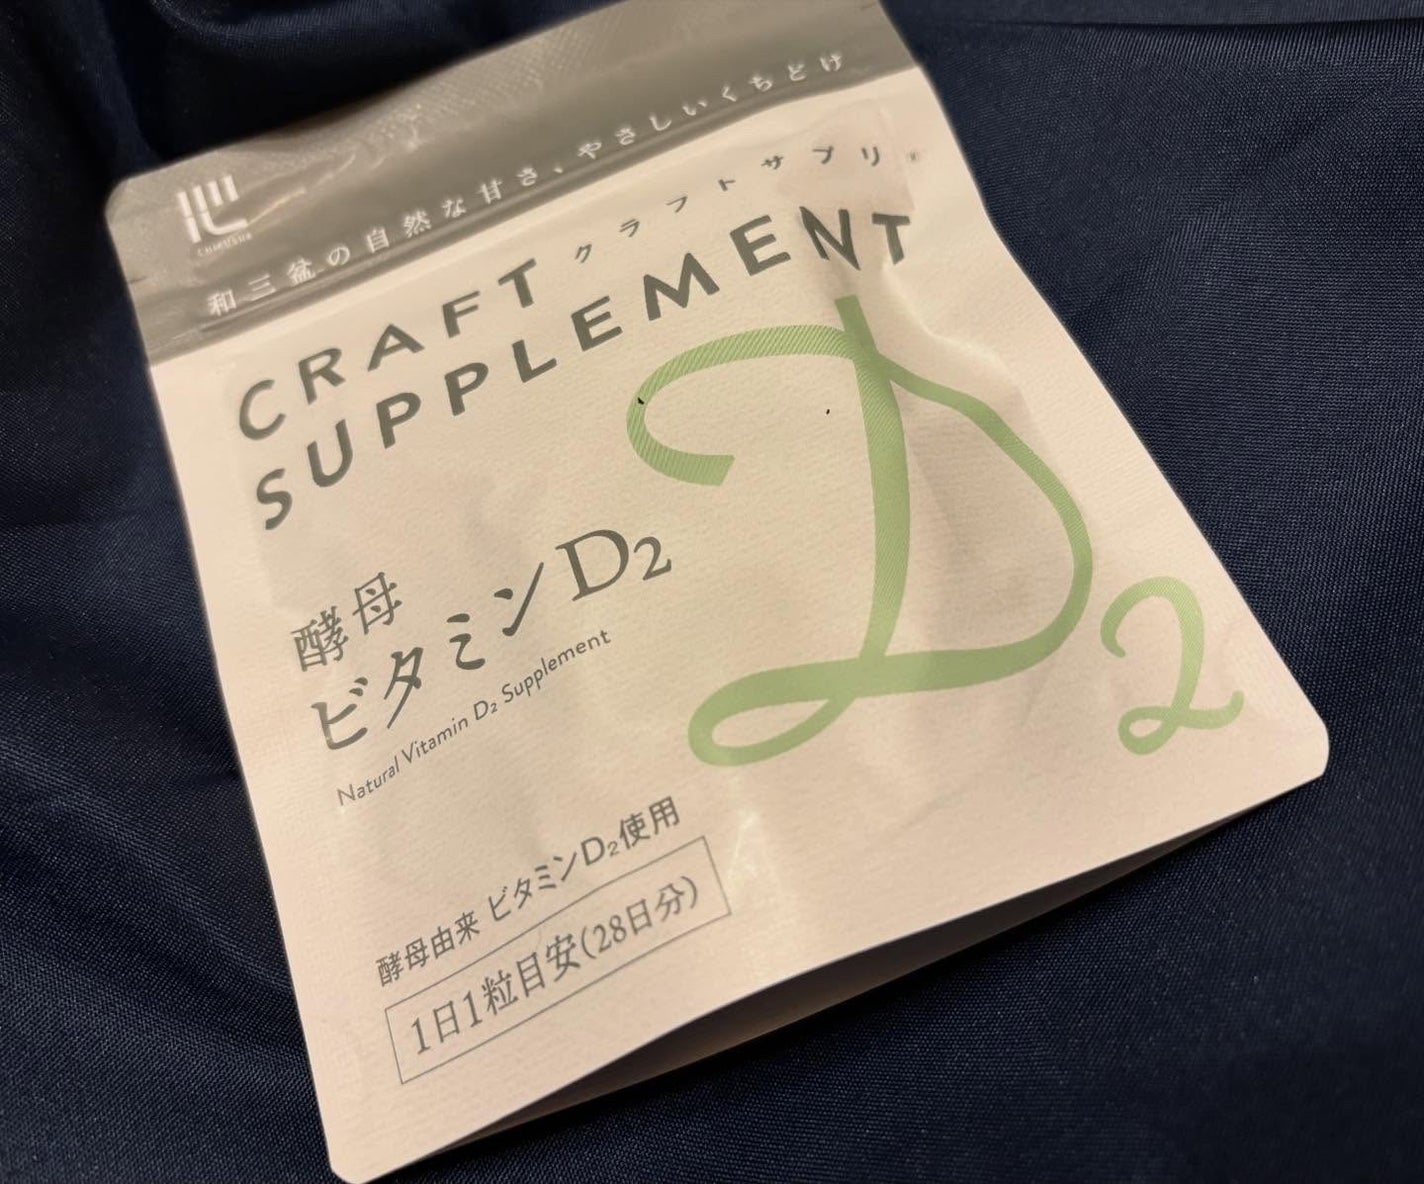 和三盆の自然な甘さ、やさしいくちどけ
CRAFT クラフトサプリ®
SUPPLEMENT
D2
酵母
ビタミンD2
Natural Vitamin D2 Supplement
酵母由来 ビタミンD2使用
1日1粒目安(28日分)